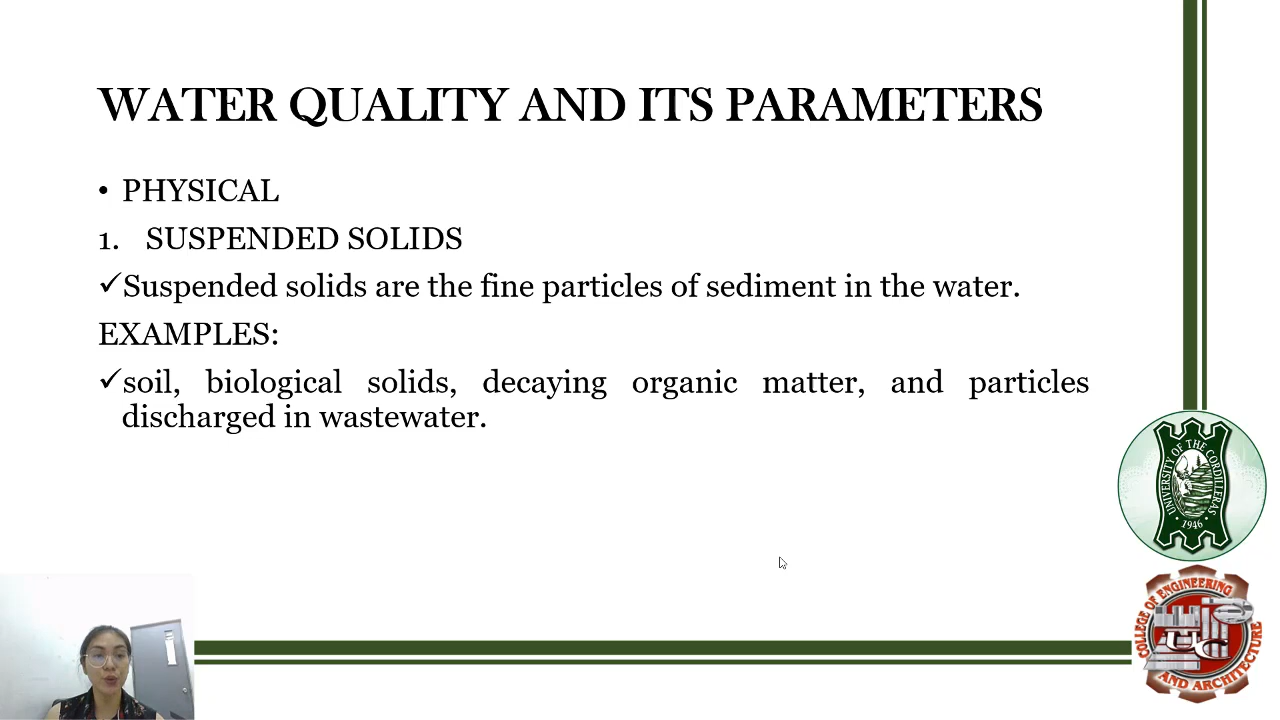 WATER QUALITY AND ITS PARAMETERS
• PHYSICAL
1. SUSPENDED SOLIDS
✓Suspended solids are the fine particles of sediment in the water.
EXAMPLES:
✓soil, biological solids, decaying organic matter, and particles
discharged in wastewater.
UNIVERSITY OF THE CORDILLERAS
• 1946 •
COLLEGE OF ENGINEERING
UC
AND ARCHITECTURE